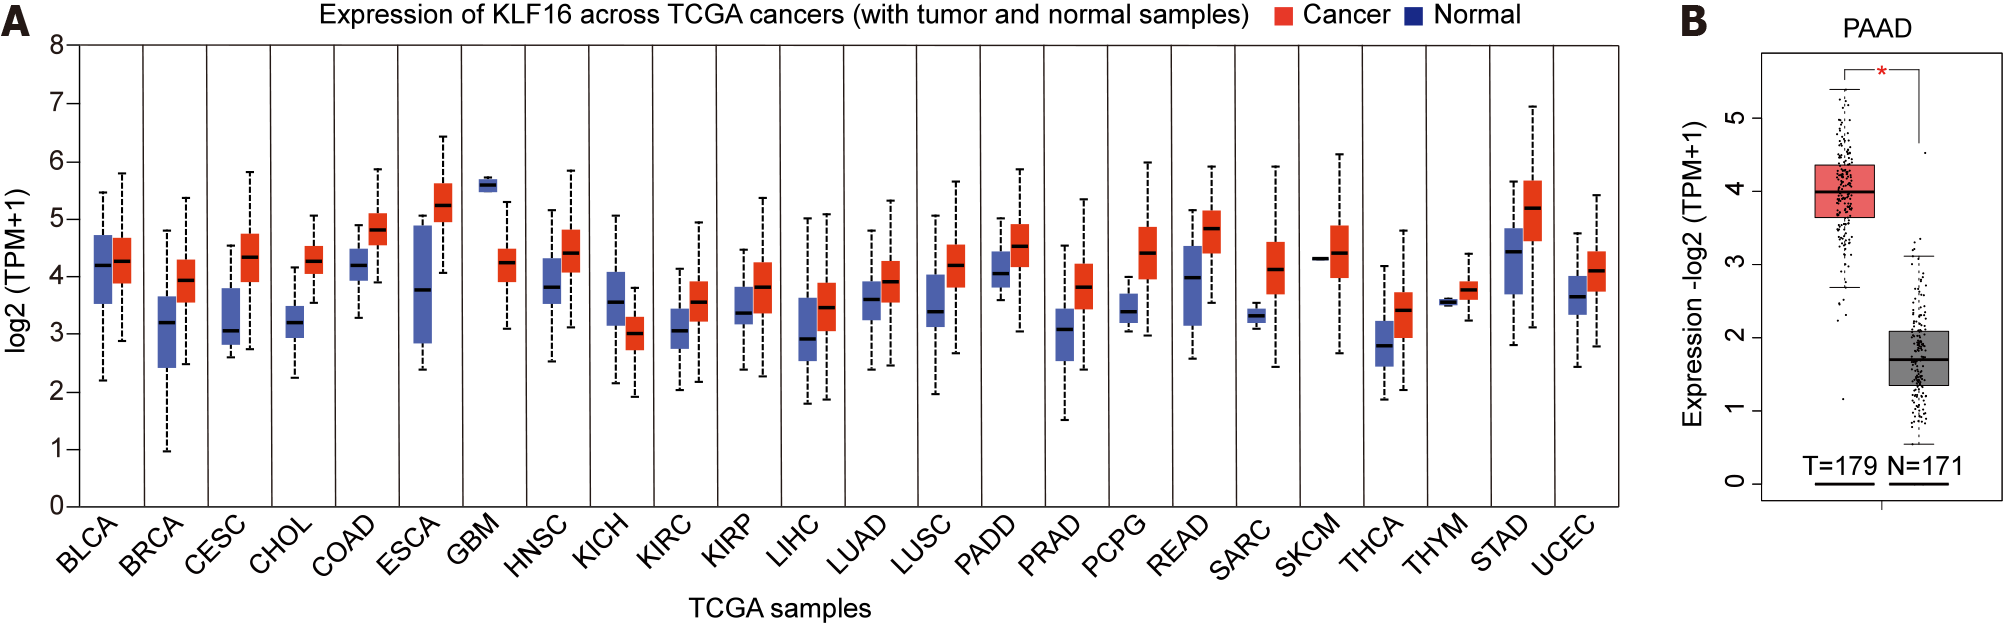 A
Expression of KLF16 across TCGA cancers (with tumor and normal samples) Cancer Normal
8
7
6
5
4
3
2
1
0
log2 (TPM+1)
BLCA BRCA CESC CHOL COAD ESCA GBM HNSC KICH KIRC KIRP LIHC LUAD LUSC PADD PRAD PCPG READ SARC SKCM THCA THYM STAD UCEC
TCGA samples
B
PAAD
*
5
4
3
2
1
0
Expression -log2 (TPM+1)
T=179 N=171